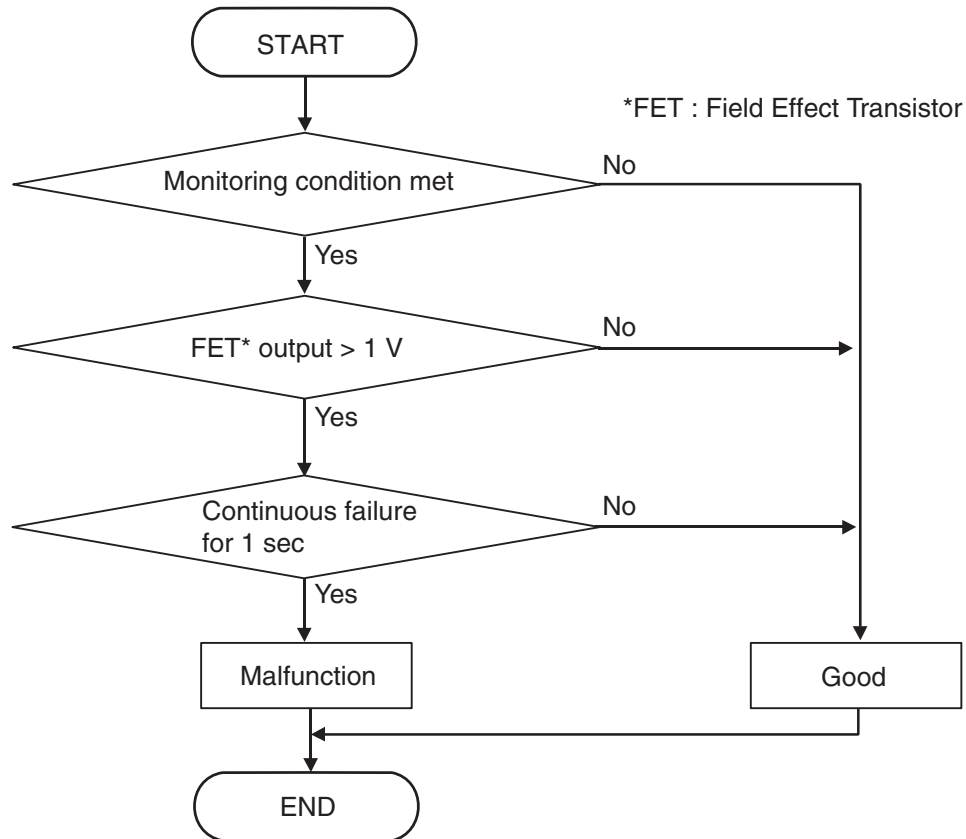 START
*FET : Field Effect Transistor
Monitoring condition met
No
Yes
FET* output > 1 V
No
Yes
Continuous failure
for 1 sec
No
Yes
Malfunction
Good
END